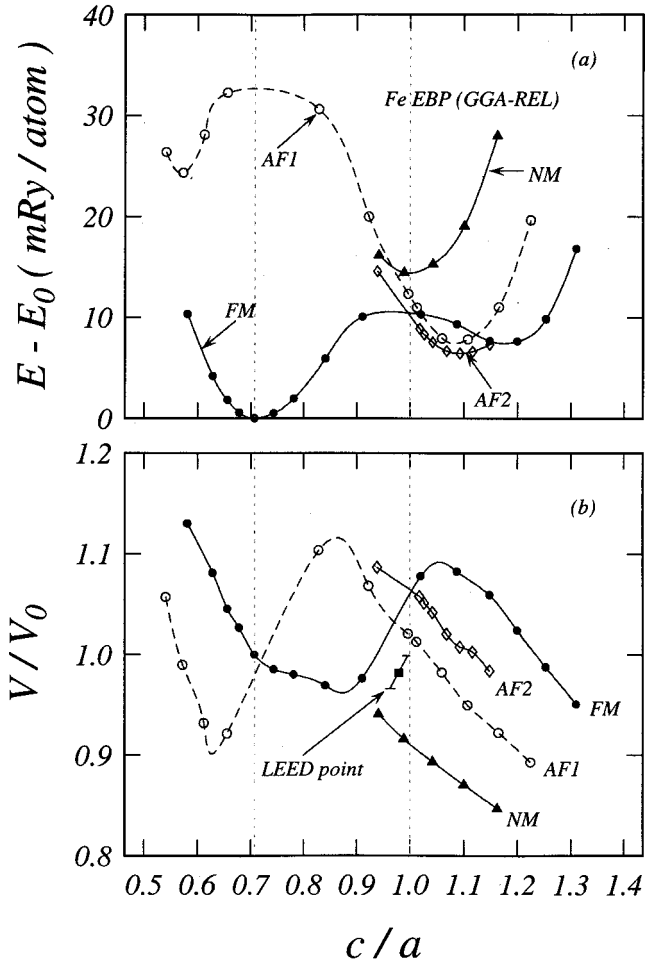 40
30
20
10
0
E - E0 ( mRy / atom)
(a)
Fe EBP (GGA-REL)
AF1
NM
FM
AF2
1.2
1.1
1.0
0.9
0.8
V / V0
(b)
AF2
FM
LEED point
AF1
NM
0.5 0.6 0.7 0.8 0.9 1.0 1.1 1.2 1.3 1.4
c / a